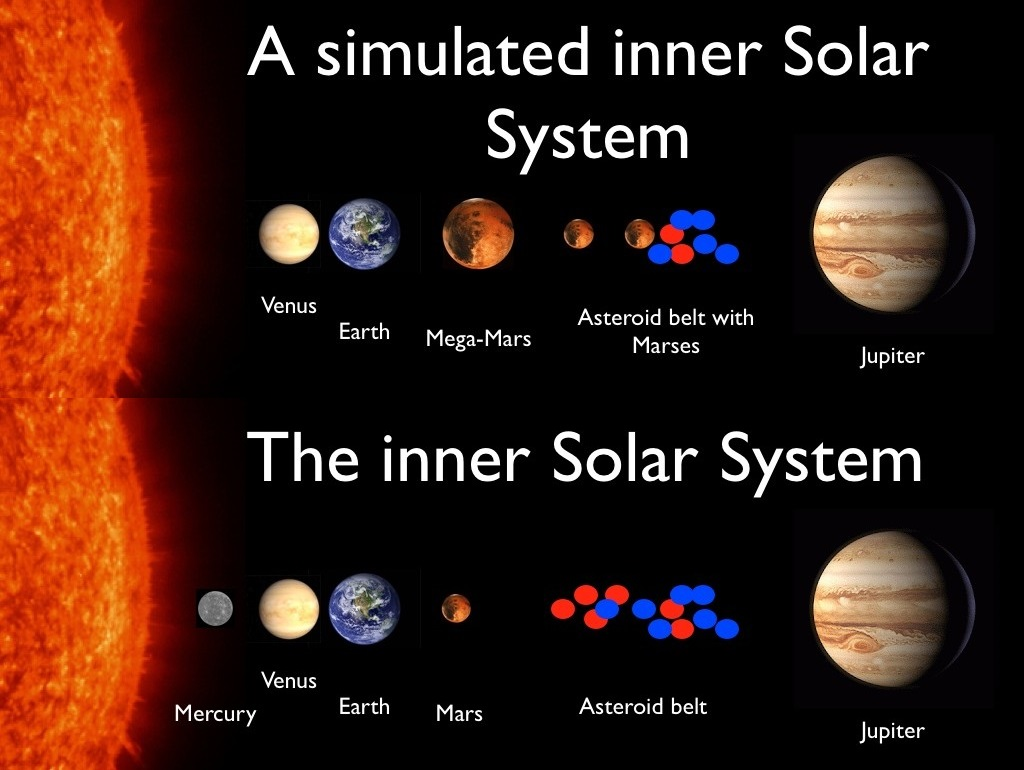 A simulated inner Solar
System
Venus
Earth
Mega-Mars
Asteroid belt with
Marses
Jupiter
The inner Solar System
Mercury
Venus
Earth
Mars
Asteroid belt
Jupiter